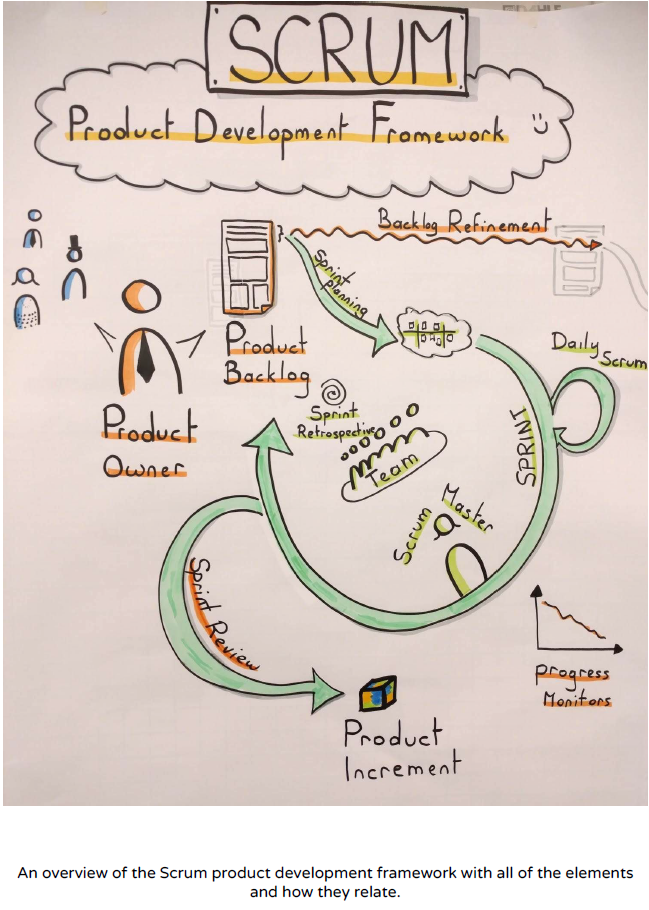 SCRUM
Product Development Framework
Backlog Refinement
Sprint
planning
Product
Backlog
Daily
Scrum
Product
Owner
Sprint
Retrospective
Team
SPRINT
Scrum
Master
Sprint Review
Progress
Monitors
Product
Increment
An overview of the Scrum product development framework with all of the elements
and how they relate.